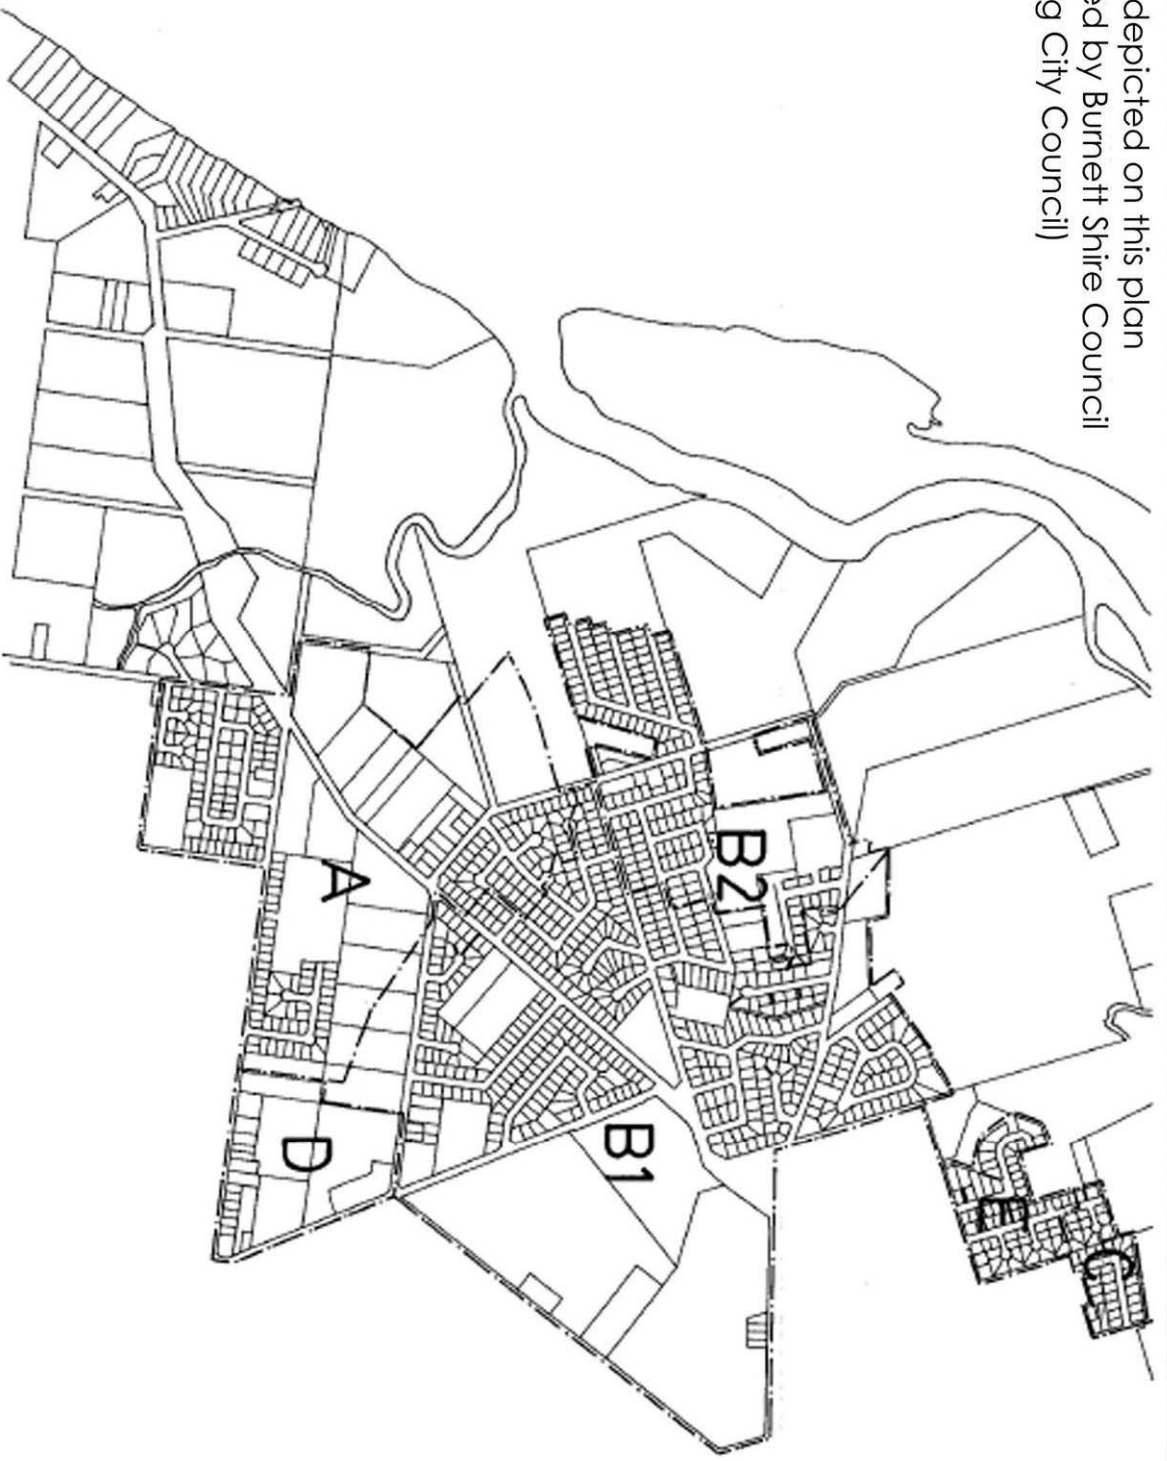 depicted on this plan
ed by Burnett Shire Council
g City Council)
A
B2
B1
D
E
C